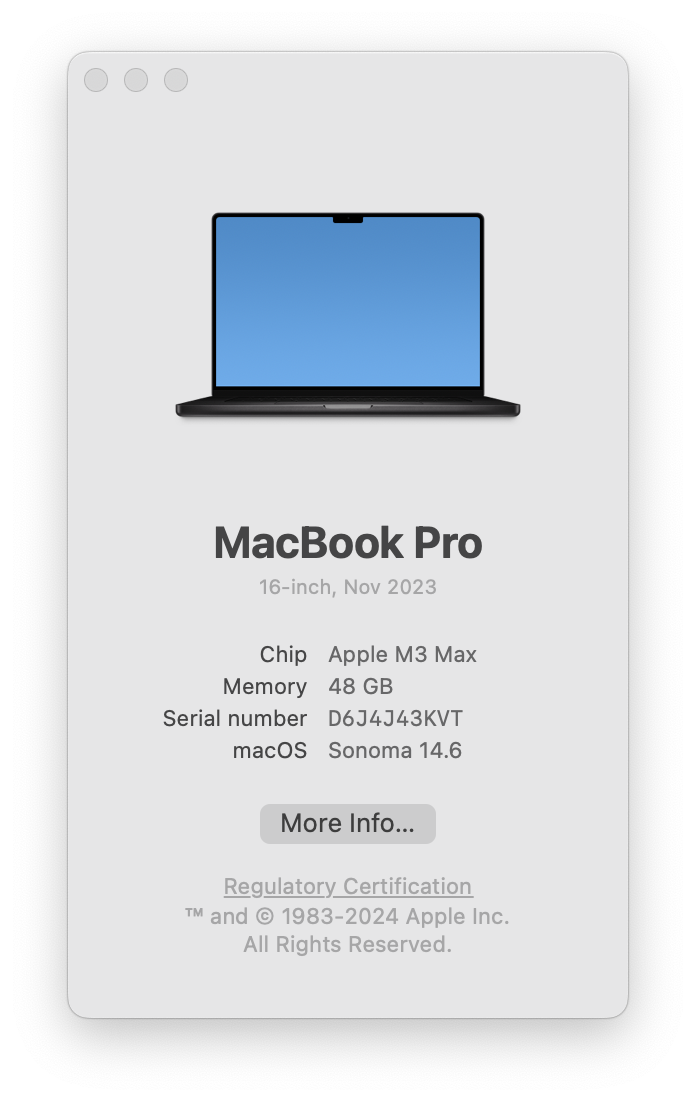 MacBook Pro
16-inch, Nov 2023
Chip Apple M3 Max
Memory 48 GB
Serial number D6J4J43KVT
macOS Sonoma 14.6
More Info...
Regulatory Certification
™ and © 1983-2024 Apple Inc.
All Rights Reserved.